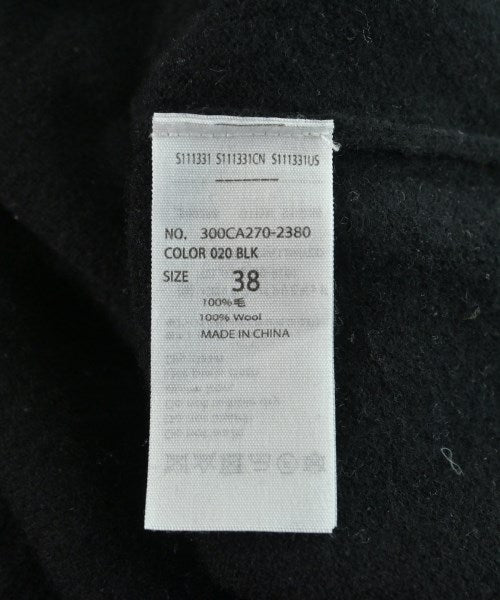 S111331 S111331CN S111331US
NO. 300CA270-2380
COLOR 020 BLK
SIZE 38
100%毛
100% Wool
MADE IN CHINA